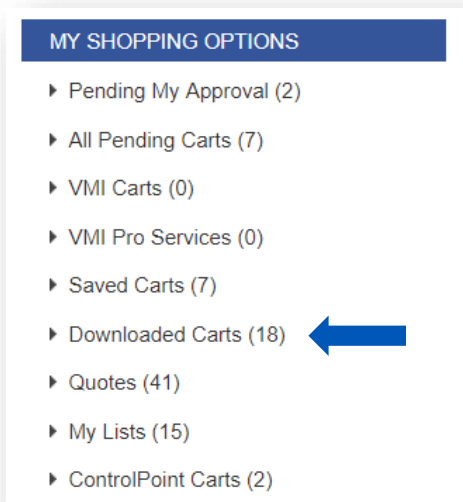 MY SHOPPING OPTIONS
Pending My Approval (2)
All Pending Carts (7)
VMI Carts (0)
VMI Pro Services (0)
Saved Carts (7)
Downloaded Carts (18)
Quotes (41)
My Lists (15)
ControlPoint Carts (2)